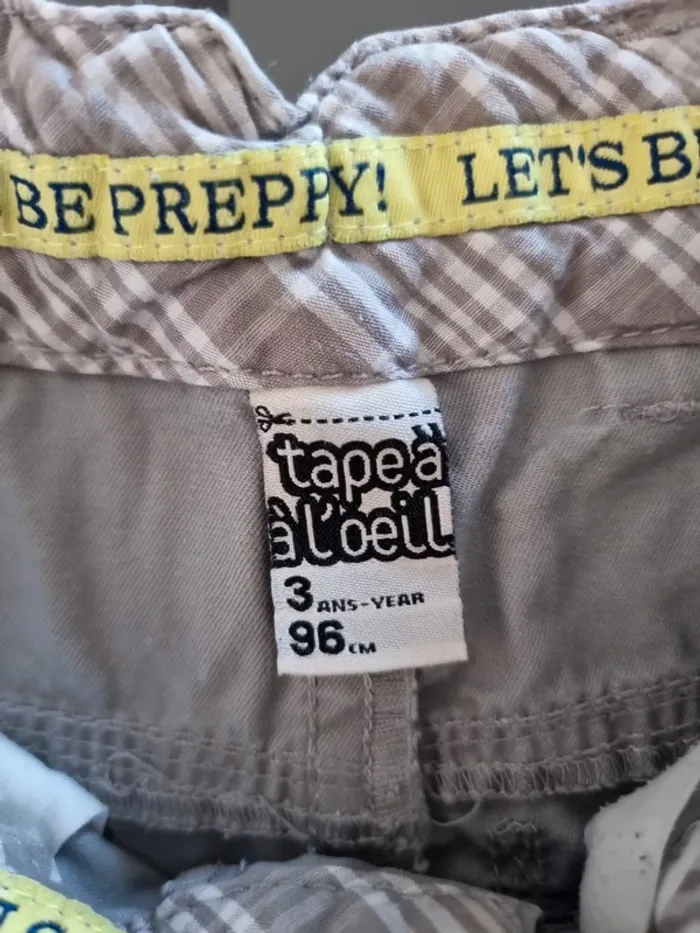 BE PREPPY! LET'S B
tape à
à l'oeil
3 ANS-YEAR
96 CM